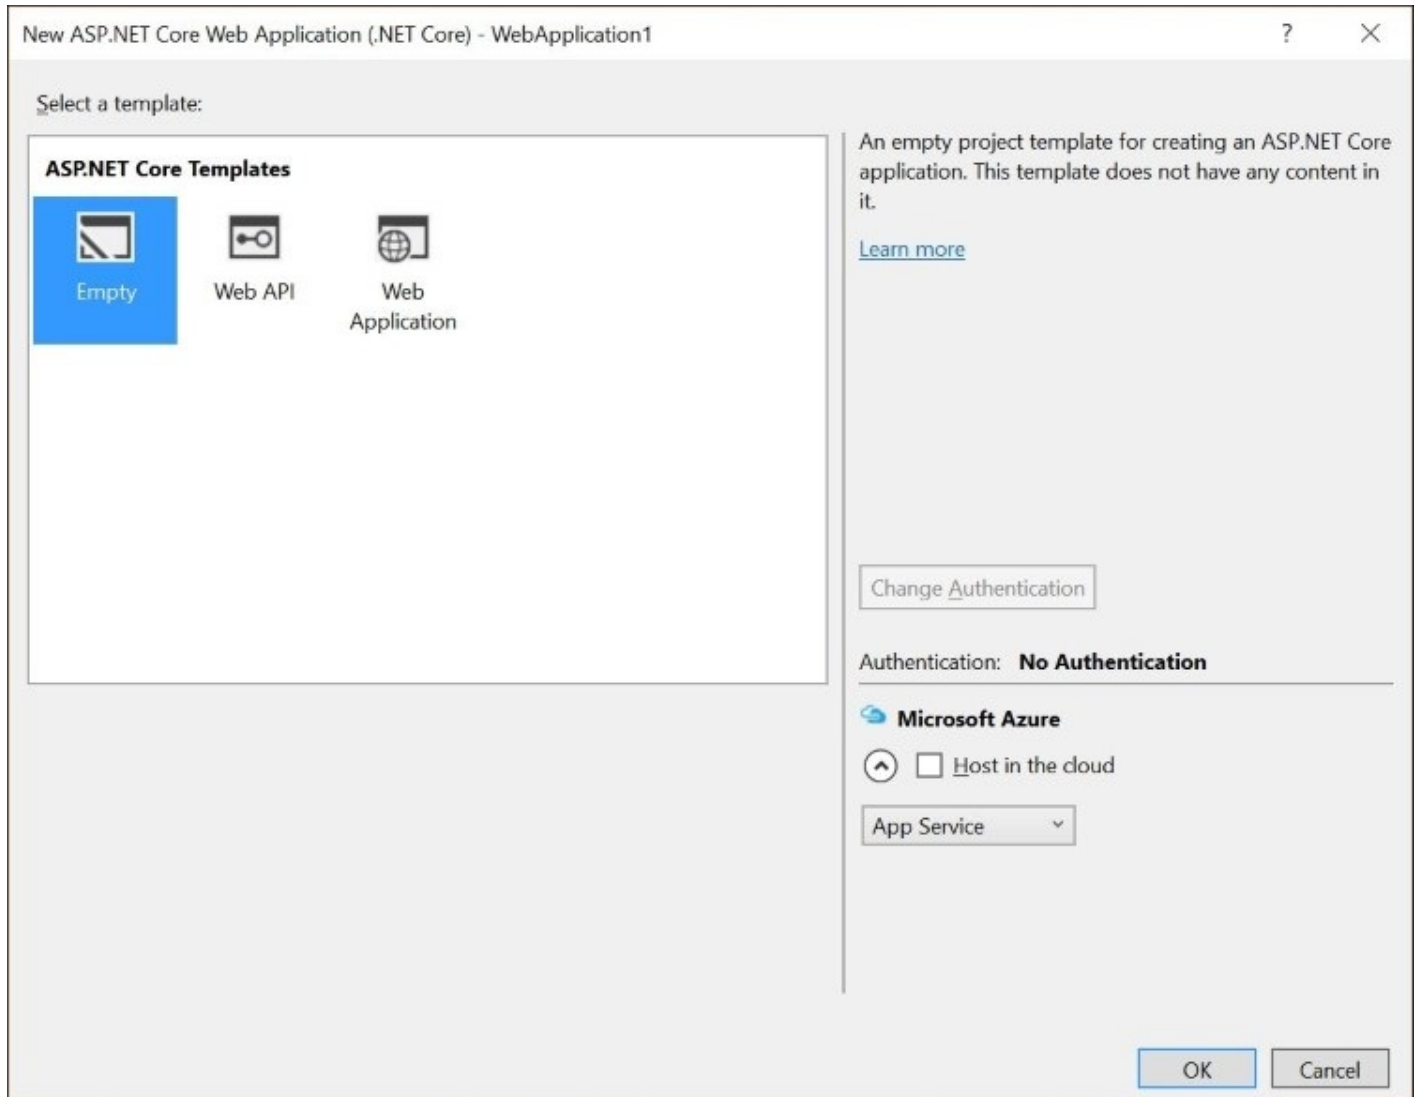 New ASP.NET Core Web Application (.NET Core) - WebApplication1
?
Select a template:
ASP.NET Core Templates
Empty
Web API
Web
Application
An empty project template for creating an ASP.NET Core
application. This template does not have any content in
it.
Learn more
Change Authentication
Authentication: No Authentication
Microsoft Azure
Host in the cloud
App Service
OK
Cancel